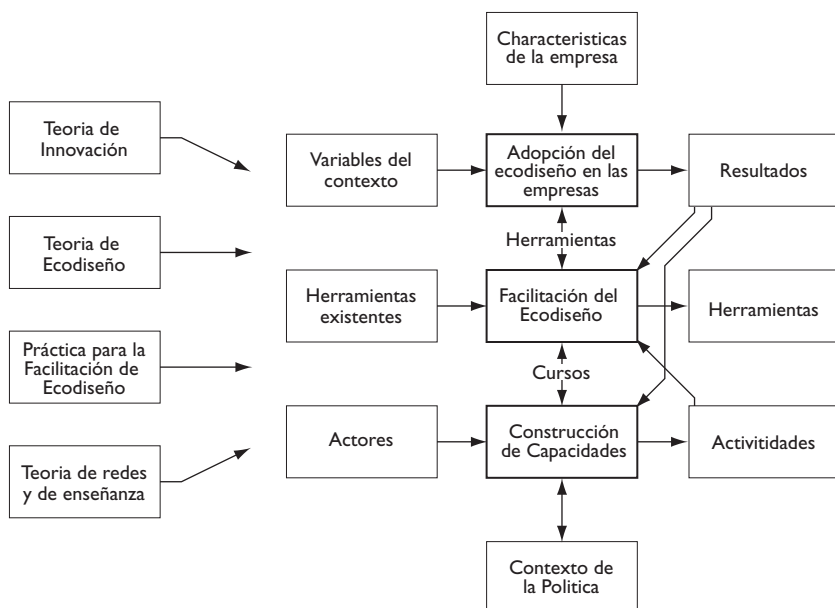 Characteristicas
de la empresa
Teoria de
Innovación
Variables del
contexto
Adopción del
ecodiseño en las
empresas
Resultados
Herramientas
Teoria de
Ecodiseño
Herramientas
existentes
Facilitación del
Ecodiseño
Herramientas
Práctica para la
Facilitación de
Ecodiseño
Cursos
Actores
Construcción
de Capacidades
Activitidades
Teoria de redes
y de enseñanza
Contexto de
la Politica